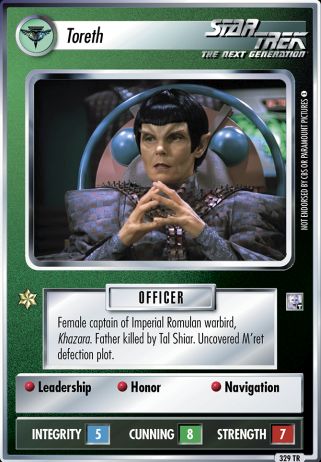 Toreth
STAR TREK
THE NEXT GENERATION
NOT ENDORSED BY CBS OR PARAMOUNT PICTURES
OFFICER
Female captain of Imperial Romulan warbird,
Khazara. Father killed by Tal Shiar. Uncovered M'ret
defection plot.
Leadership Honor Navigation
INTEGRITY 5 CUNNING 8 STRENGTH 7
329 TR